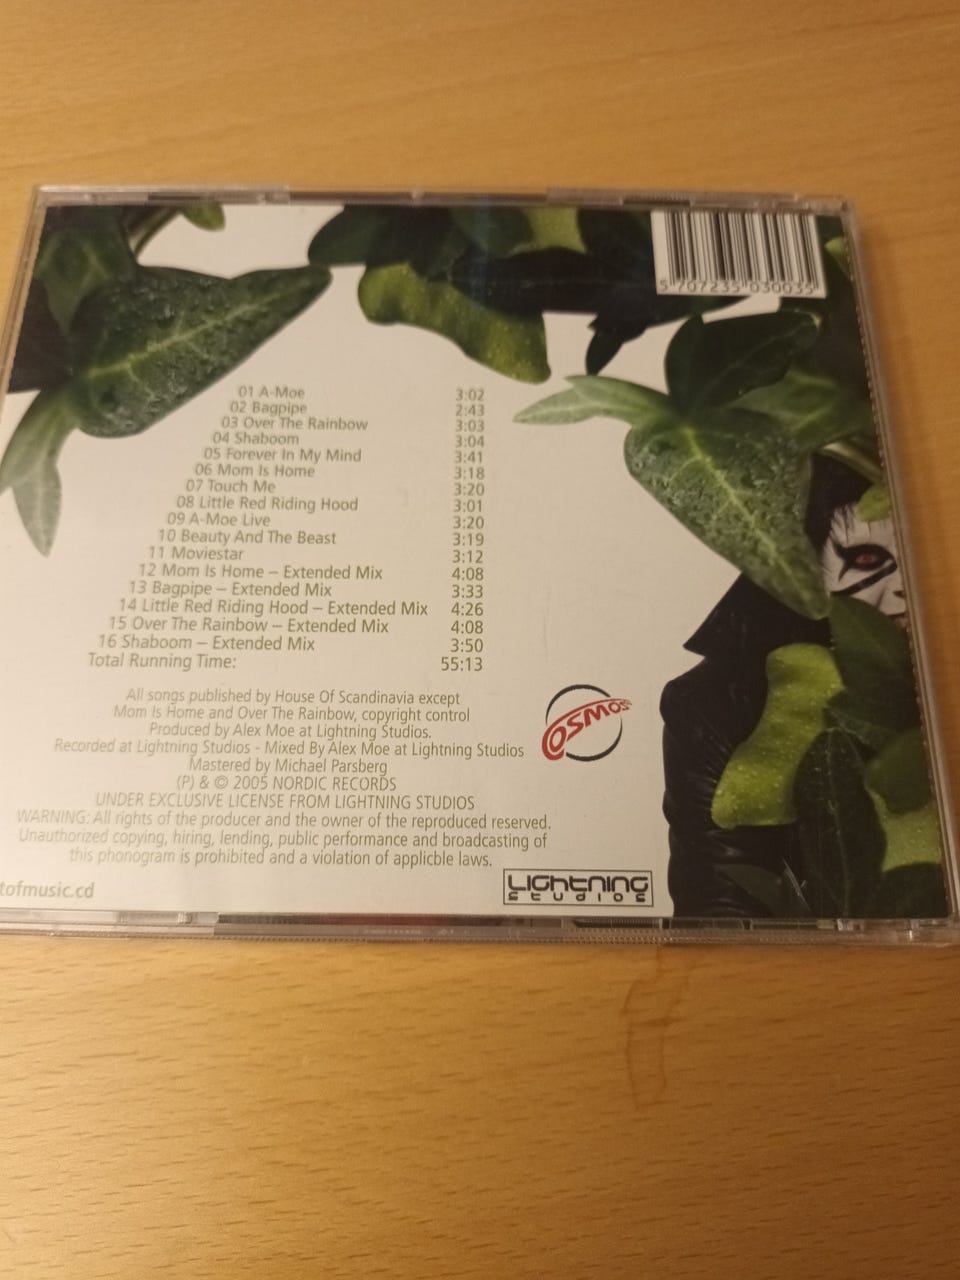 5 707235 030035
01 A-Moe 3:02
02 Bagpipe 2:43
03 Over The Rainbow 3:03
04 Shaboom 3:04
05 Forever In My Mind 3:41
06 Mom Is Home 3:18
07 Touch Me 3:20
08 Little Red Riding Hood 3:01
09 A-Moe Live 3:20
10 Beauty And The Beast 3:19
11 Moviestar 3:12
12 Mom Is Home – Extended Mix 4:08
13 Bagpipe – Extended Mix 3:33
14 Little Red Riding Hood – Extended Mix 4:26
15 Over The Rainbow – Extended Mix 4:08
16 Shaboom – Extended Mix 3:50
Total Running Time: 55:13
All songs published by House Of Scandinavia except
Mom Is Home and Over The Rainbow, copyright control
Produced by Alex Moe at Lightning Studios.
Recorded at Lightning Studios - Mixed By Alex Moe at Lightning Studios
Mastered by Michael Parsberg
(P) & © 2005 NORDIC RECORDS
UNDER EXCLUSIVE LICENSE FROM LIGHTNING STUDIOS
WARNING: All rights of the producer and the owner of the reproduced reserved.
Unauthorized copying, hiring, lending, public performance and broadcasting of
this phonogram is prohibited and a violation of applicble laws.
COSMOS
tofmusic.cd
LIGHTNING
STUDIOS